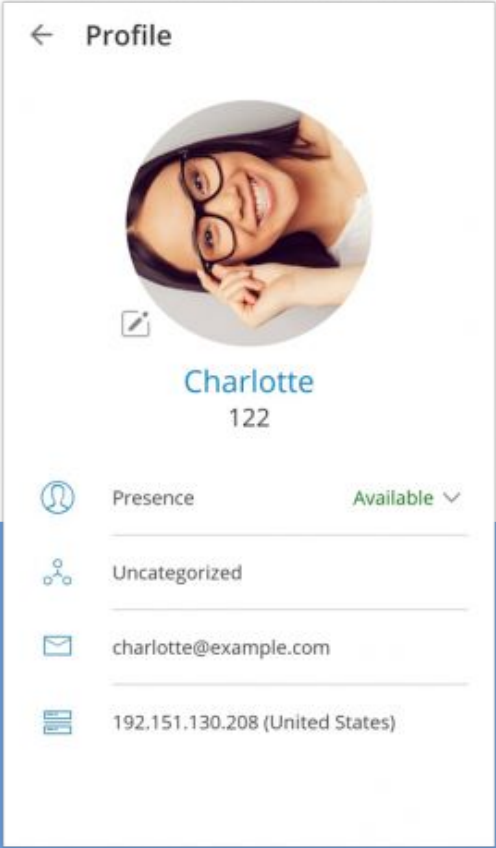 Profile
Charlotte
122
Presence Available
Uncategorized
charlotte@example.com
192.151.130.208 (United States)